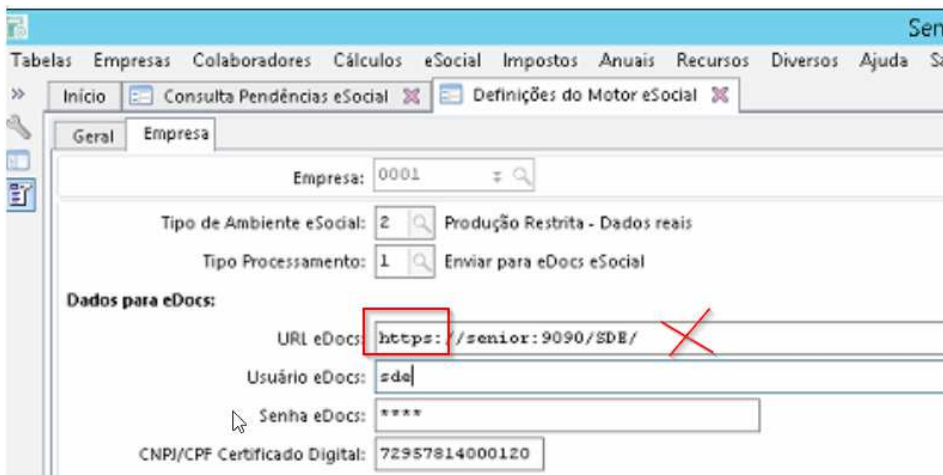 Sen
Tabelas Empresas Colaboradores Cálculos eSocial Impostos Anuais Recursos Diversos Ajuda
Início Consulta Pendências eSocial Definições do Motor eSocial
Geral Empresa
Empresa: 0001
Tipo de Ambiente eSocial: 2 Produção Restrita - Dados reais
Tipo Processamento: 1 Enviar para eDocs eSocial
Dados para eDocs:
URL eDocs: https://senior:9090/SDE/
Usuário eDocs: sde
Senha eDocs: ****
CNPJ/CPF Certificado Digital: 72957814000120